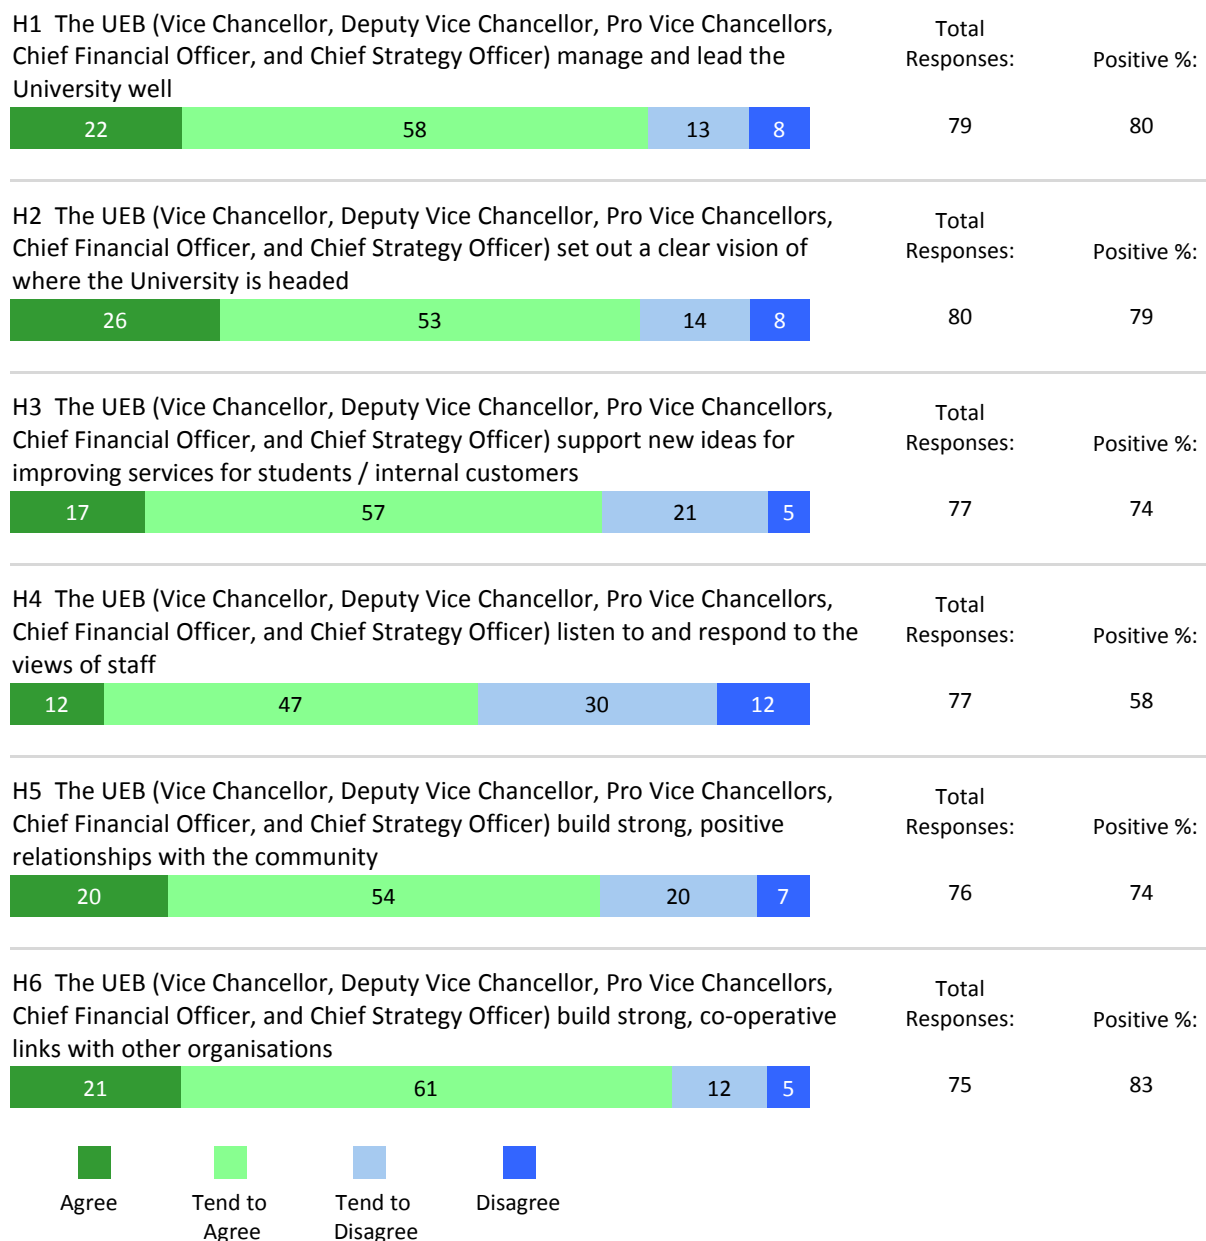 H1  The UEB (Vice Chancellor, Deputy Vice Chancellor, Pro Vice Chancellors,
Chief Financial Officer, and Chief Strategy Officer) manage and lead the
University well
Total
Responses:
Positive %:
22 58 13 8
79
80
H2  The UEB (Vice Chancellor, Deputy Vice Chancellor, Pro Vice Chancellors,
Chief Financial Officer, and Chief Strategy Officer) set out a clear vision of
where the University is headed
Total
Responses:
Positive %:
26 53 14 8
80
79
H3  The UEB (Vice Chancellor, Deputy Vice Chancellor, Pro Vice Chancellors,
Chief Financial Officer, and Chief Strategy Officer) support new ideas for
improving services for students / internal customers
Total
Responses:
Positive %:
17 57 21 5
77
74
H4  The UEB (Vice Chancellor, Deputy Vice Chancellor, Pro Vice Chancellors,
Chief Financial Officer, and Chief Strategy Officer) listen to and respond to the
views of staff
Total
Responses:
Positive %:
12 47 30 12
77
58
H5  The UEB (Vice Chancellor, Deputy Vice Chancellor, Pro Vice Chancellors,
Chief Financial Officer, and Chief Strategy Officer) build strong, positive
relationships with the community
Total
Responses:
Positive %:
20 54 20 7
76
74
H6  The UEB (Vice Chancellor, Deputy Vice Chancellor, Pro Vice Chancellors,
Chief Financial Officer, and Chief Strategy Officer) build strong, co-operative
links with other organisations
Total
Responses:
Positive %:
21 61 12 5
75
83
Agree
Tend to
Agree
Tend to
Disagree
Disagree